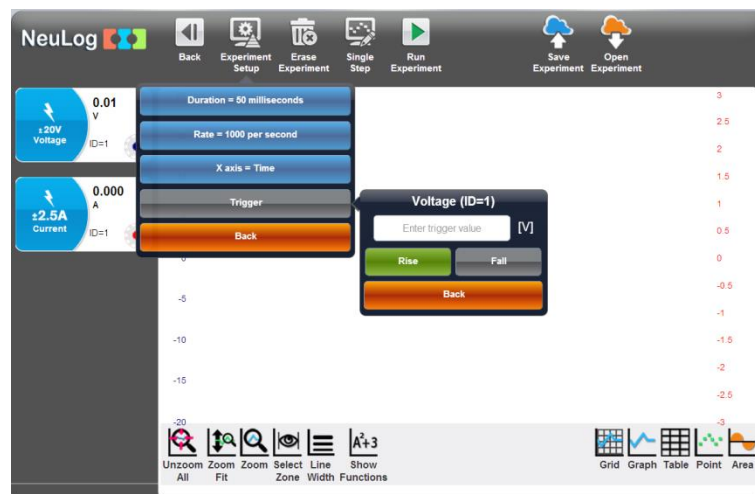 NeuLog
Back
Experiment
Setup
Erase
Experiment
Single
Step
Run
Experiment
Save
Experiment
Open
Experiment
0.01
V
±20V
Voltage
ID=1
0.000
A
±2.5A
Current
ID=1
Duration = 50 milliseconds
Rate = 1000 per second
X axis = Time
Trigger
Back
Voltage (ID=1)
Enter trigger value
[V]
Rise
Fall
Back
0
-5
-10
-15
-20
3
2.5
2
1.5
1
0.5
0
-0.5
-1
-1.5
-2
-2.5
-3
Unzoom
All
Zoom
Fit
Zoom
Select
Zone
Line
Width
A²+3
Show
Functions
Grid
Graph
Table
Point
Area